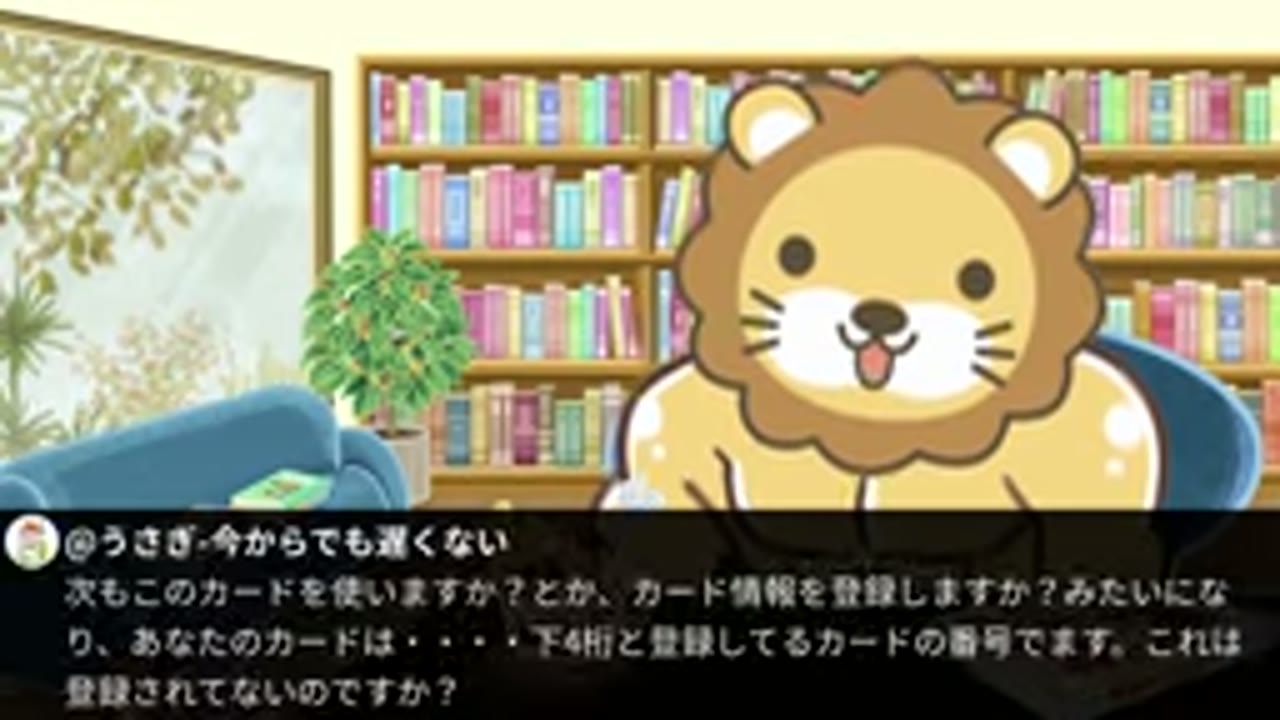 @うさぎ-今からでも遅くない
次もこのカードを使いますか？とか、カード情報を登録しますか？みたいにな
り、あなたのカードは・・・・下4桁と登録してるカードの番号でます。これは
登録されてないのですか？